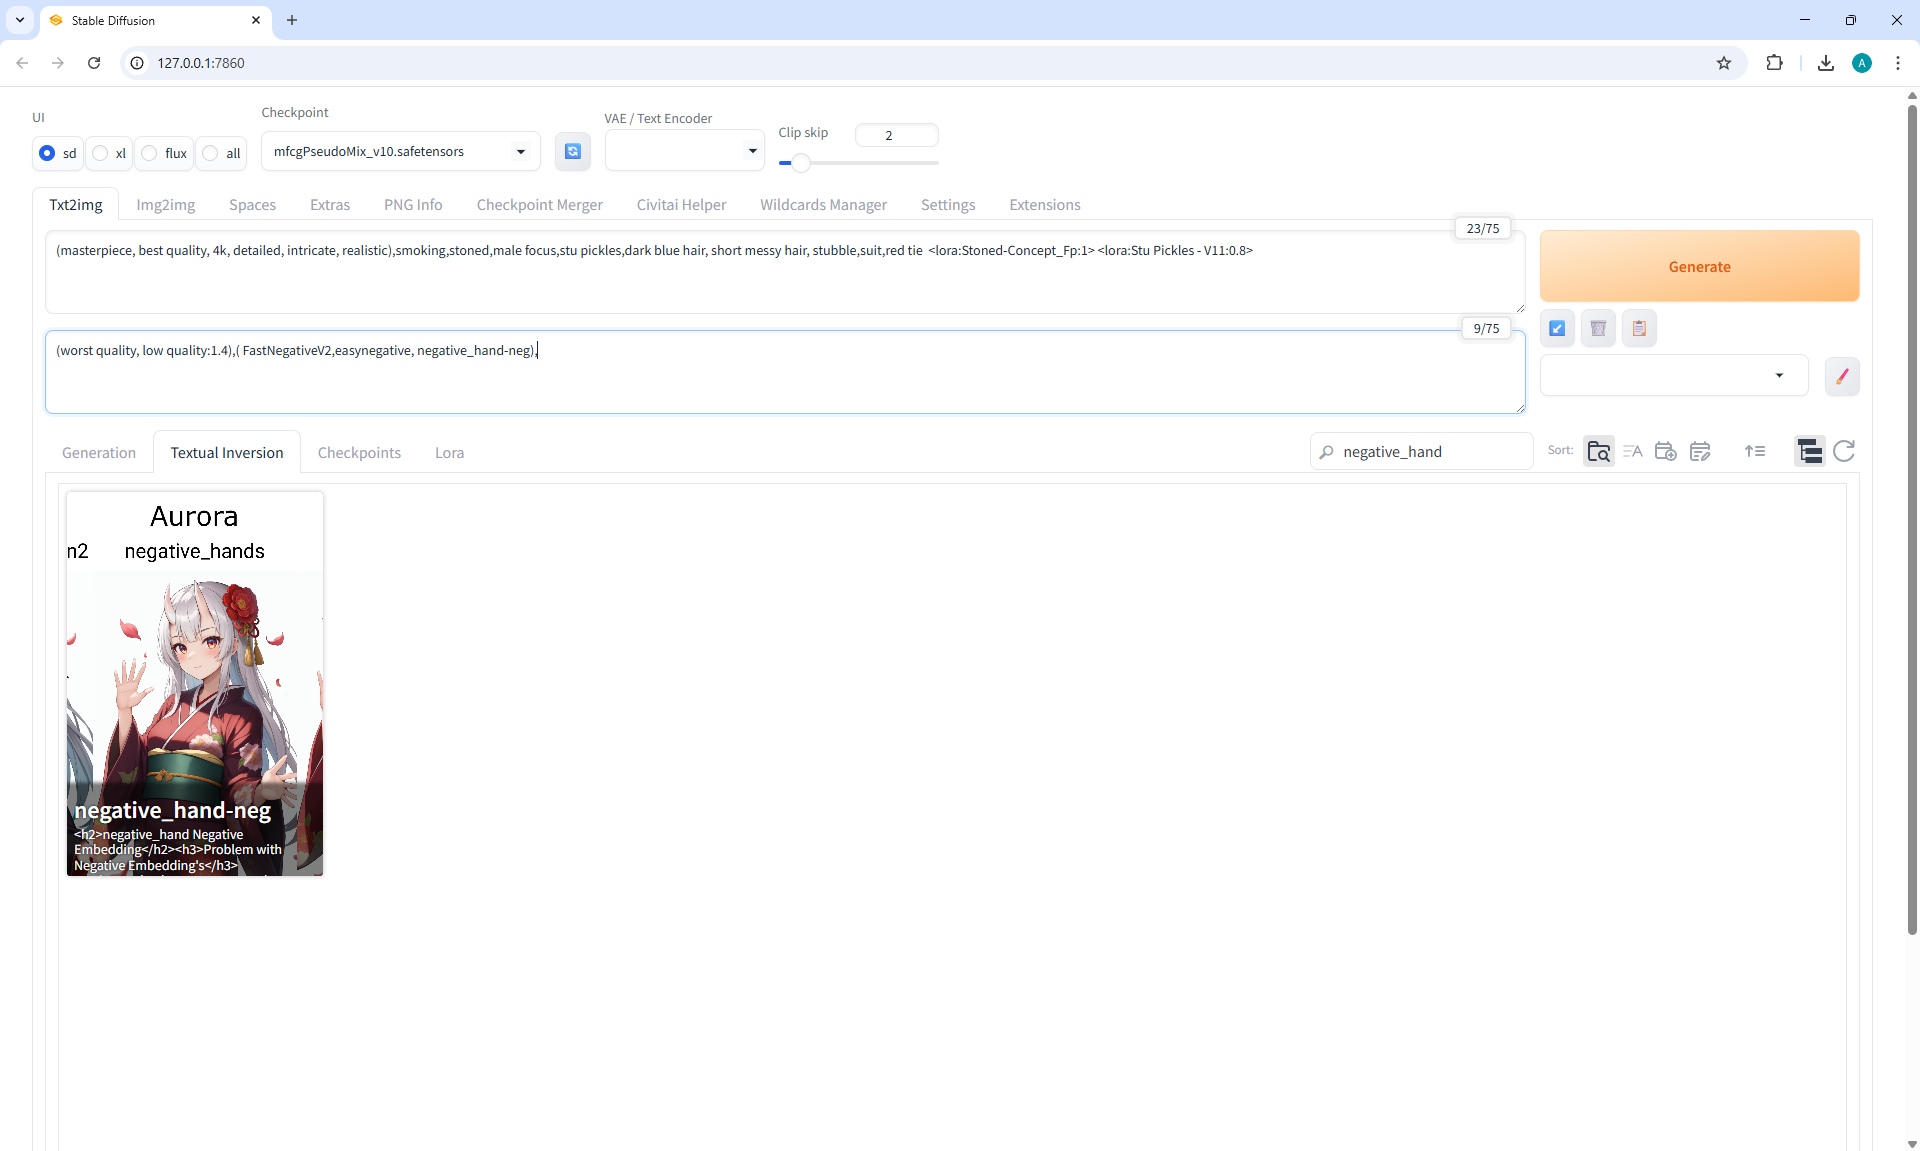 Stable Diffusion
127.0.0.1:7860
A
UI
Checkpoint
VAE / Text Encoder
Clip skip
2
sd
xl
flux
all
mfcgPseudoMix_v10.safetensors
Txt2img
Img2img
Spaces
Extras
PNG Info
Checkpoint Merger
Civitai Helper
Wildcards Manager
Settings
Extensions
23/75
(masterpiece, best quality, 4k, detailed, intricate, realistic),smoking,stoned,male focus,stu pickles,dark blue hair, short messy hair, stubble,suit,red tie <lora:Stoned-Concept_Fp:1> <lora:Stu Pickles - V11:0.8>
Generate
9/75
(worst quality, low quality:1.4),( FastNegativeV2,easynegative, negative_hand-neg),
Generation
Textual Inversion
Checkpoints
Lora
negative_hand
Sort:
Aurora
n2 negative_hands
negative_hand-neg
<h2>negative_hand Negative
Embedding</h2><h3>Problem with
Negative Embedding's</h3>